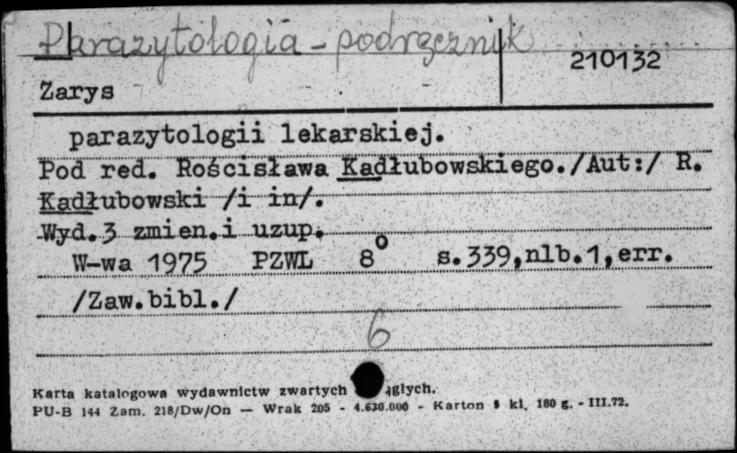 Parazytologia - podręcznik
210132
Zarys
parazytologii lekarskiej.
Pod red. Rościsława Kadłubowskiego./Aut:/ R.
Kadłubowski /i in/.
Wyd.3 zmien.i uzup.
W-wa 1975 PZWL 8° s.339,nlb.1,err.
/Zaw.bibl./
6
Karta katalogowa wydawnictw zwartych głych.
PU-B 144 Zam. 218/Dw/On — Wrak 205 - 4.630.000 - Karton kl. 180 g. - III.72.